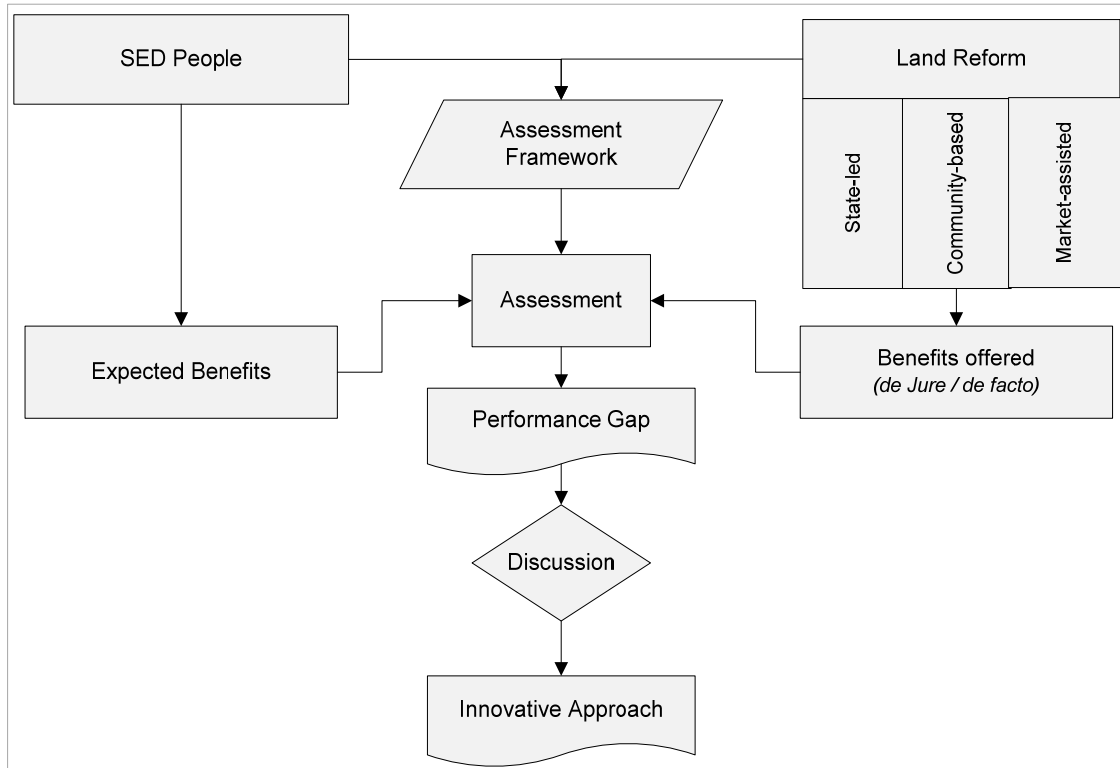 SED People
Land Reform
Assessment
Framework
State-led
Community-based
Market-assisted
Assessment
Expected Benefits
Benefits offered
(de Jure / de facto)
Performance Gap
Discussion
Innovative Approach